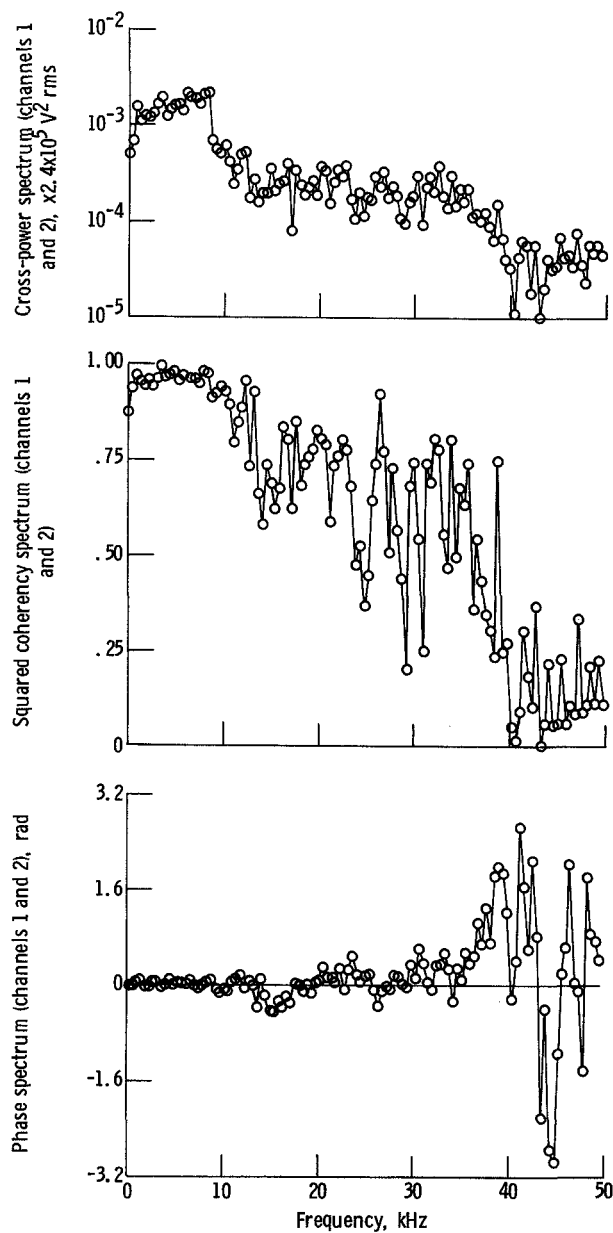 Cross-power spectrum (channels 1
and 2), x2.4x10⁵ V² rms
10⁻²
10⁻³
10⁻⁴
10⁻⁵
Squared coherency spectrum (channels 1
and 2)
1.00
.75
.50
.25
0
Phase spectrum (channels 1 and 2), rad
3.2
1.6
0
-1.6
-3.2
0 10 20 30 40 50
Frequency, kHz